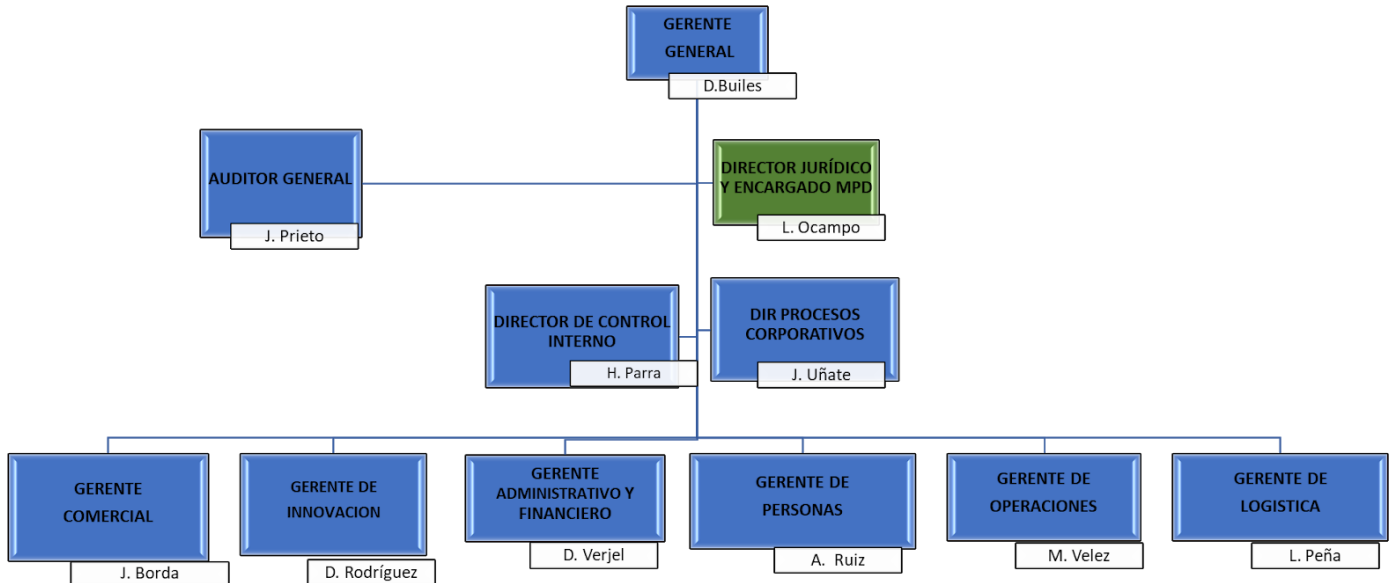 GERENTE
GENERAL
D.Builes
AUDITOR GENERAL
J. Prieto
DIRECTOR JURÍDICO
Y ENCARGADO MPD
L. Ocampo
DIRECTOR DE CONTROL
INTERNO
H. Parra
DIR PROCESOS
CORPORATIVOS
J. Uñate
GERENTE
COMERCIAL
J. Borda
GERENTE DE
INNOVACION
D. Rodríguez
GERENTE
ADMINISTRATIVO Y
FINANCIERO
D. Verjel
GERENTE DE
PERSONAS
A. Ruiz
GERENTE DE
OPERACIONES
M. Velez
GERENTE DE
LOGISTICA
L. Peña